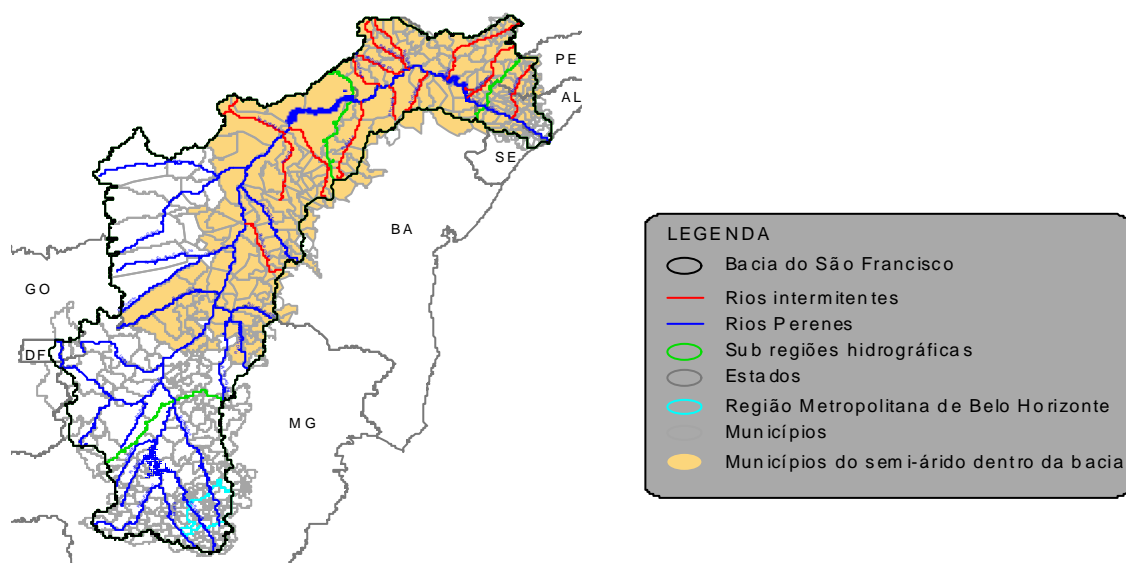 PE
AL
SE
BA
GO
DF
MG
LEGENDA
Bacia do São Francisco
Rios intermitentes
Rios Perenes
Sub regiões hidrográficas
Estados
Região Metropolitana de Belo Horizonte
Municípios
Municípios do semi-árido dentro da bacia